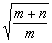 √((m + n)/m)